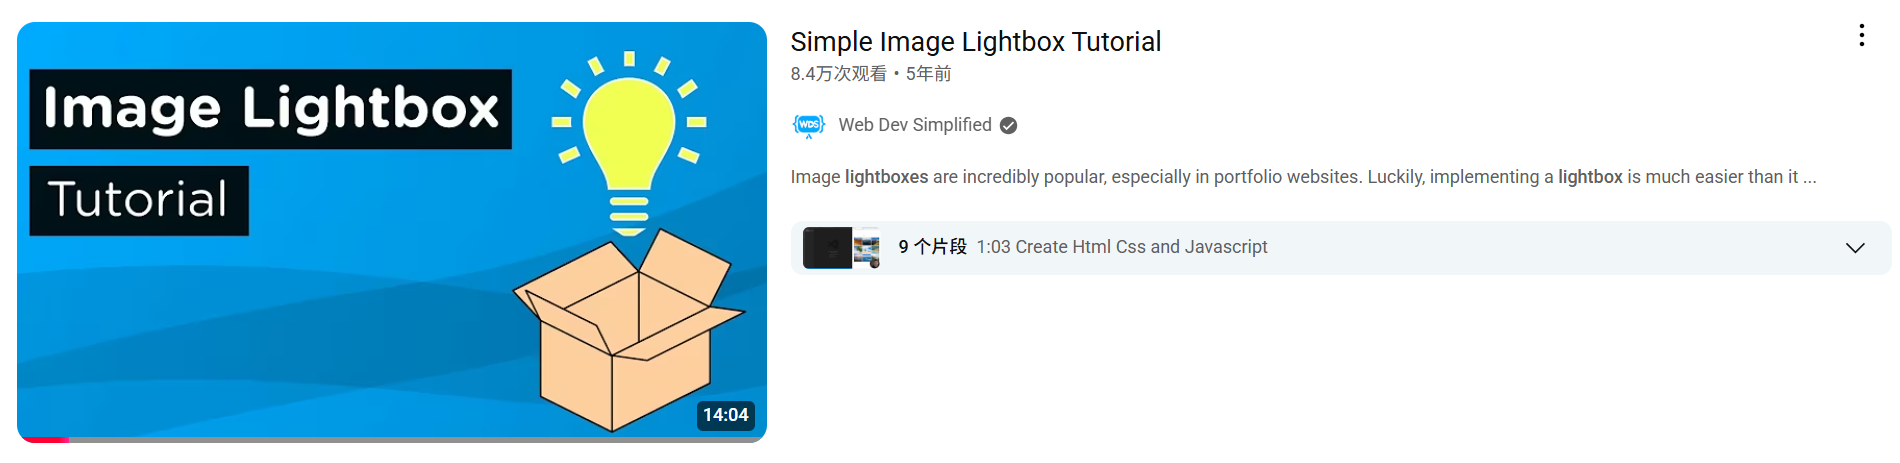 Image Lightbox
Tutorial
14:04
Simple Image Lightbox Tutorial
8.4万次观看 • 5年前
WDS
Web Dev Simplified
Image lightboxes are incredibly popular, especially in portfolio websites. Luckily, implementing a lightbox is much easier than it ...
9 个片段 1:03 Create Html Css and Javascript